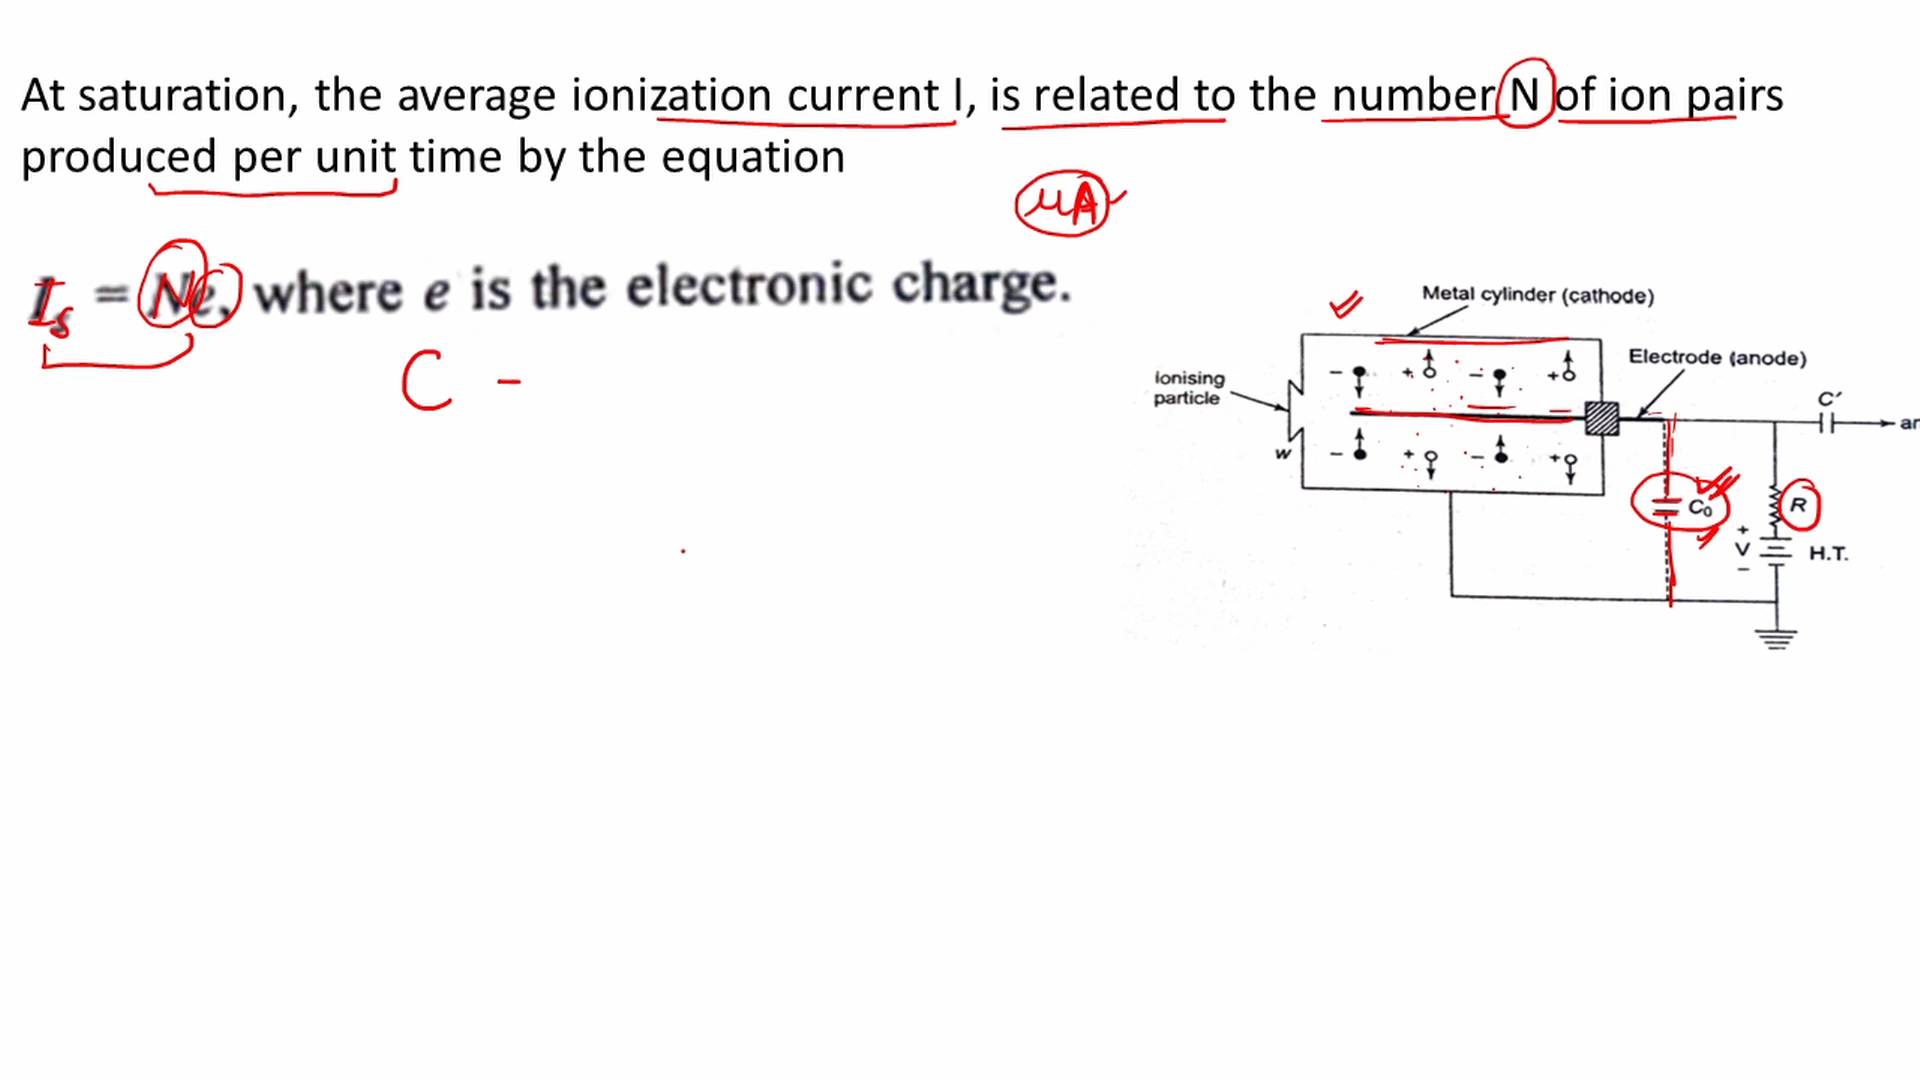 At saturation, the average ionization current I, is related to the number N of ion pairs
produced per unit time by the equation
μA
Is = Ne, where e is the electronic charge.
C -
Metal cylinder (cathode)
Electrode (anode)
Ionising
particle
C'
W
- + - +
- + - +
C₀
R
+
V
-
H.T.